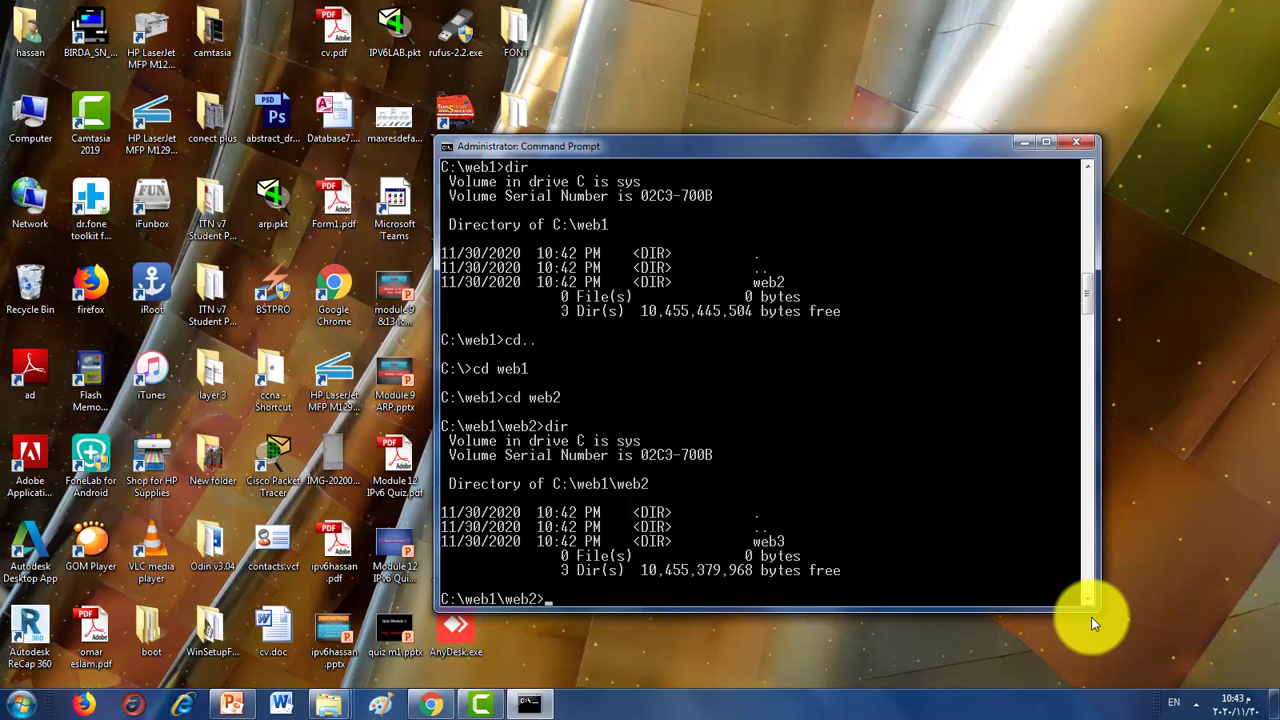 hassan
BIRDA_SN_...
HP LaserJet
MFP M12...
camtasia
cv.pdf
IPV6LAB.pkt
rufus-2.2.exe
FONT
Computer
Camtasia
2019
HP LaserJet
MFP M129...
conect plus
abstract_dr...
Database7....
maxresdefa...
Network
dr.fone
toolkit f...
iFunbox
ITN v7
Student P...
arp.pkt
Form1.pdf
Microsoft
Teams
Recycle Bin
firefox
iRoot
ITN v7
Student P...
BSTPRO
Google
Chrome
module 9
ad
Flash
Memo...
iTunes
layer 3
ccna -
Shortcut
HP LaserJet
MFP M129...
Module 9
ARP.pptx
Adobe
Applicati...
FoneLab for
Android
Shop for HP
Supplies
New folder
Cisco Packet
Tracer
IMG-20200...
Module 12
IPv6 Quiz.pdf
Autodesk
Desktop App
GOM Player
VLC media
player
Odin v3.04
contacts.vcf
ipv6hassan
.pdf
Module 12
IPv6 Qui...
Autodesk
ReCap 360
omar
eslam.pdf
boot
WinSetupF...
cv.doc
ipv6hassan
.pptx
quiz m1.pptx
AnyDesk.exe
Administrator: Command Prompt
C:\web1>dir
Volume in drive C is sys
Volume Serial Number is 02C3-700B
Directory of C:\web1
11/30/2020 10:42 PM <DIR> .
11/30/2020 10:42 PM <DIR> ..
11/30/2020 10:42 PM <DIR> web2
0 File(s) 0 bytes
3 Dir(s) 10,455,445,504 bytes free
C:\web1>cd..
C:\>cd web1
C:\web1>cd web2
C:\web1\web2>dir
Volume in drive C is sys
Volume Serial Number is 02C3-700B
Directory of C:\web1\web2
11/30/2020 10:42 PM <DIR> .
11/30/2020 10:42 PM <DIR> ..
11/30/2020 10:42 PM <DIR> web3
0 File(s) 0 bytes
3 Dir(s) 10,455,379,968 bytes free
C:\web1\web2>_
EN
10:43 م
٢٠٢٠/١١/٣٠